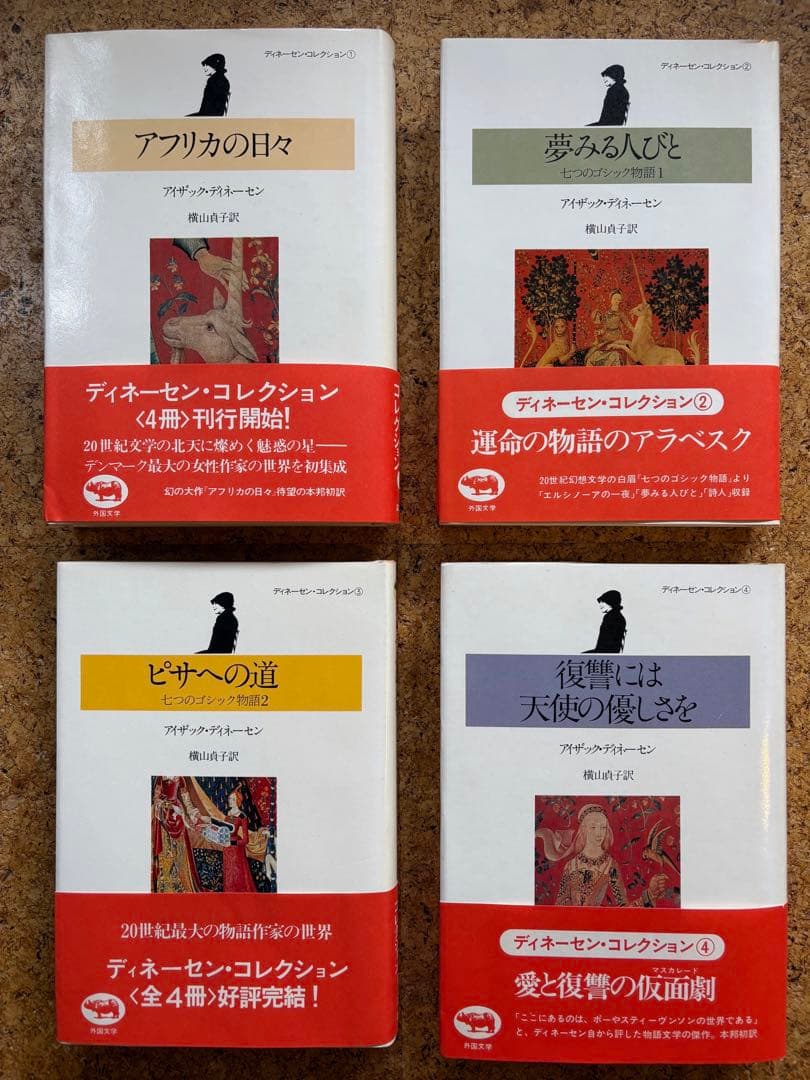 ディネーセン・コレクション①
アフリカの日々
アイザック・ディネーセン
横山貞子訳
ディネーセン・コレクション
〈4冊〉刊行開始!
20世紀文学の北天に燦めく魅惑の星──
デンマーク最大の女性作家の世界を初集成
幻の大作「アフリカの日々」待望の本邦初訳
外国文学
コレクション
ディネーセン・コレクション②
夢みる人びと
七つのゴシック物語1
アイザック・ディネーセン
横山貞子訳
ディネーセン・コレクション②
運命の物語のアラベスク
20世紀幻想文学の白眉「七つのゴシック物語」より
「エルシノーアの一夜」「夢みる人びと」「詩人」収録
外国文学
ディネーセン・コレクション③
ピサへの道
七つのゴシック物語2
アイザック・ディネーセン
横山貞子訳
20世紀最大の物語作家の世界
ディネーセン・コレクション
〈全4冊〉好評完結!
外国文学
ディネーセン・コレクション④
復讐には
天使の優しさを
アイザック・ディネーセン
横山貞子訳
ディネーセン・コレクション④
マスカレード
愛と復讐の仮面劇
「ここにあるのは、ポーやスティーヴンソンの世界である」
と、ディネーセン自から評した物語文学の傑作。本邦初訳
外国文学